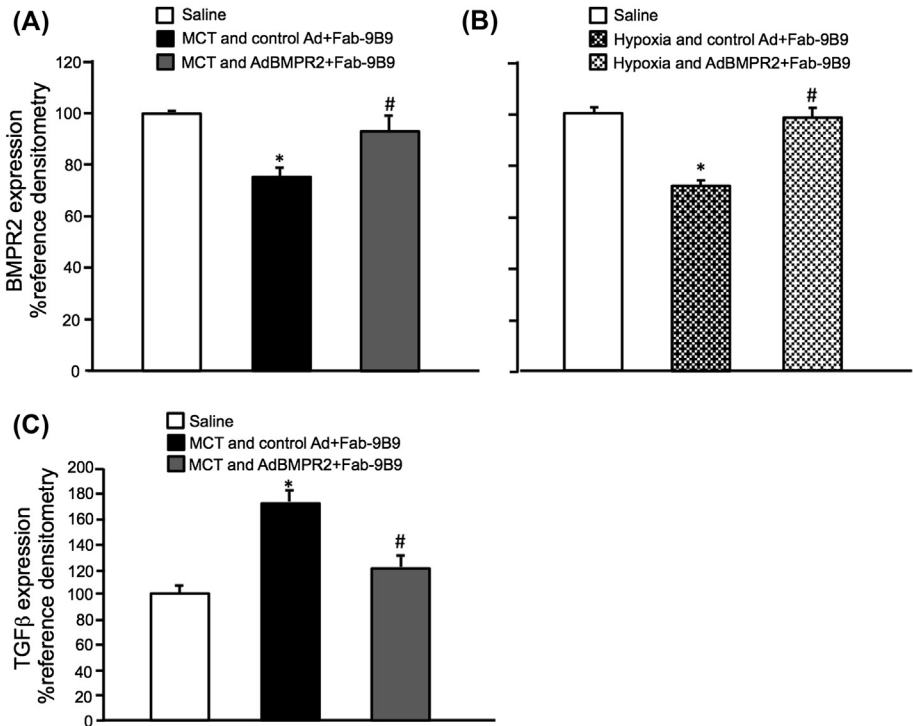 (A)
Saline
MCT and control Ad+Fab-9B9
MCT and AdBMPR2+Fab-9B9
BMPR2 expression
%reference densitometry
120
100
80
60
40
20
0
*
#
(B)
Saline
Hypoxia and control Ad+Fab-9B9
Hypoxia and AdBMPR2+Fab-9B9
*
#
(C)
Saline
MCT and control Ad+Fab-9B9
MCT and AdBMPR2+Fab-9B9
TGFβ expression
%reference densitometry
200
180
160
140
120
100
80
60
40
20
0
*
#